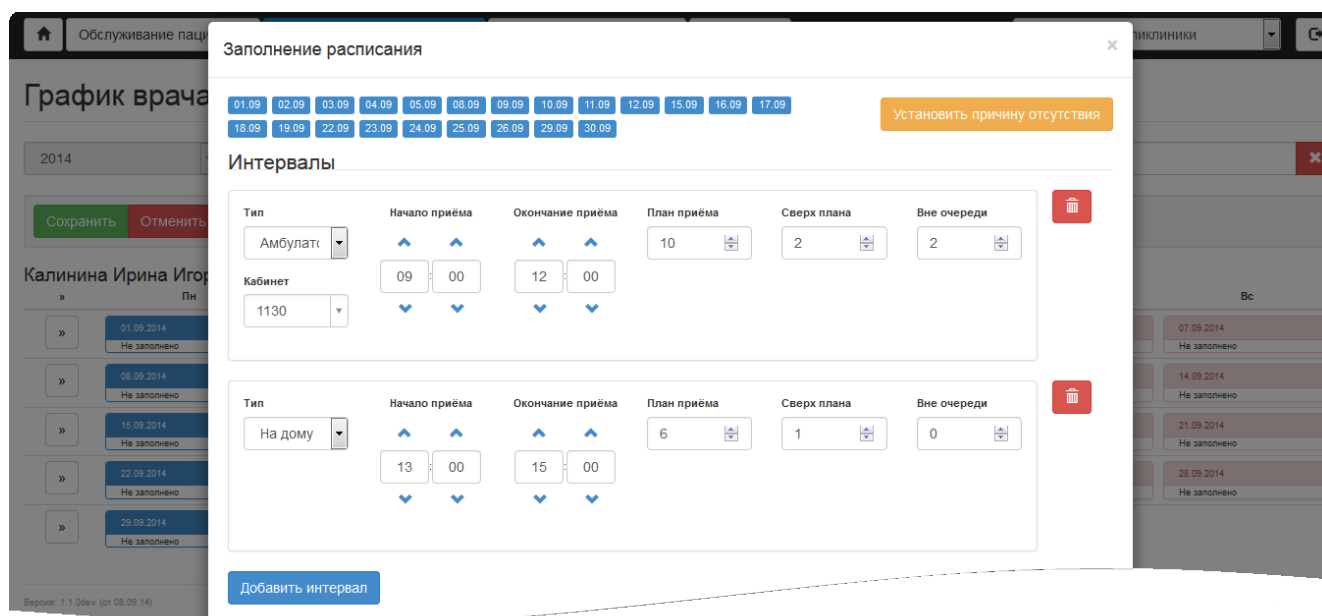 Обслуживание паци
пиклиники
График врача
2014
Сохранить Отменить
Калинина Ирина Игор
» Пн Вс
Заполнение расписания ×
01.09 02.09 03.09 04.09 05.09 08.09 09.09 10.09 11.09 12.09 15.09 16.09 17.09
18.09 19.09 22.09 23.09 24.09 25.09 26.09 29.09 30.09
Установить причину отсутствия
Интервалы
Тип Начало приёма Окончание приёма План приёма Сверх плана Вне очереди
Амбулато 09 : 00 12 : 00 10 2 2
Кабинет
1130
Тип Начало приёма Окончание приёма План приёма Сверх плана Вне очереди
На дому 13 : 00 15 : 00 6 1 0
Добавить интервал
» 01.09.2014 07.09.2014
Не заполнено Не заполнено
» 08.09.2014 14.09.2014
Не заполнено Не заполнено
» 15.09.2014 21.09.2014
Не заполнено Не заполнено
» 22.09.2014 28.09.2014
Не заполнено Не заполнено
» 29.09.2014
Не заполнено
Версия: 1.1.0dev (от 08.09.14)